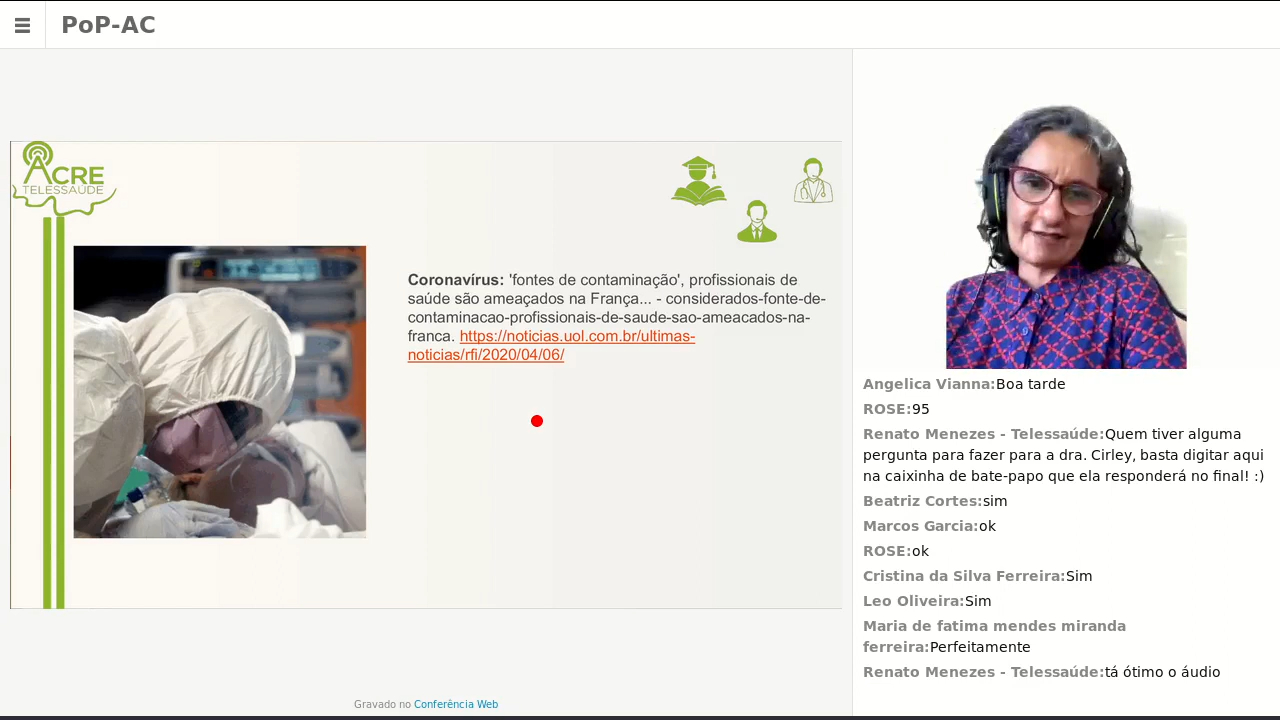 PoP-AC
ACRE
TELESSAÚDE
Coronavírus: 'fontes de contaminação', profissionais de
saúde são ameaçados na França... - considerados-fonte-de-
contaminacao-profissionais-de-saude-sao-ameacados-na-
franca. https://noticias.uol.com.br/ultimas-
noticias/rfi/2020/04/06/
Angelica Vianna:Boa tarde
ROSE:95
Renato Menezes - Telessaúde:Quem tiver alguma
pergunta para fazer para a dra. Cirley, basta digitar aqui
na caixinha de bate-papo que ela responderá no final! :)
Beatriz Cortes:sim
Marcos Garcia:ok
ROSE:ok
Cristina da Silva Ferreira:Sim
Leo Oliveira:Sim
Maria de fatima mendes miranda
ferreira:Perfeitamente
Renato Menezes - Telessaúde:tá ótimo o áudio
Gravado no Conferência Web